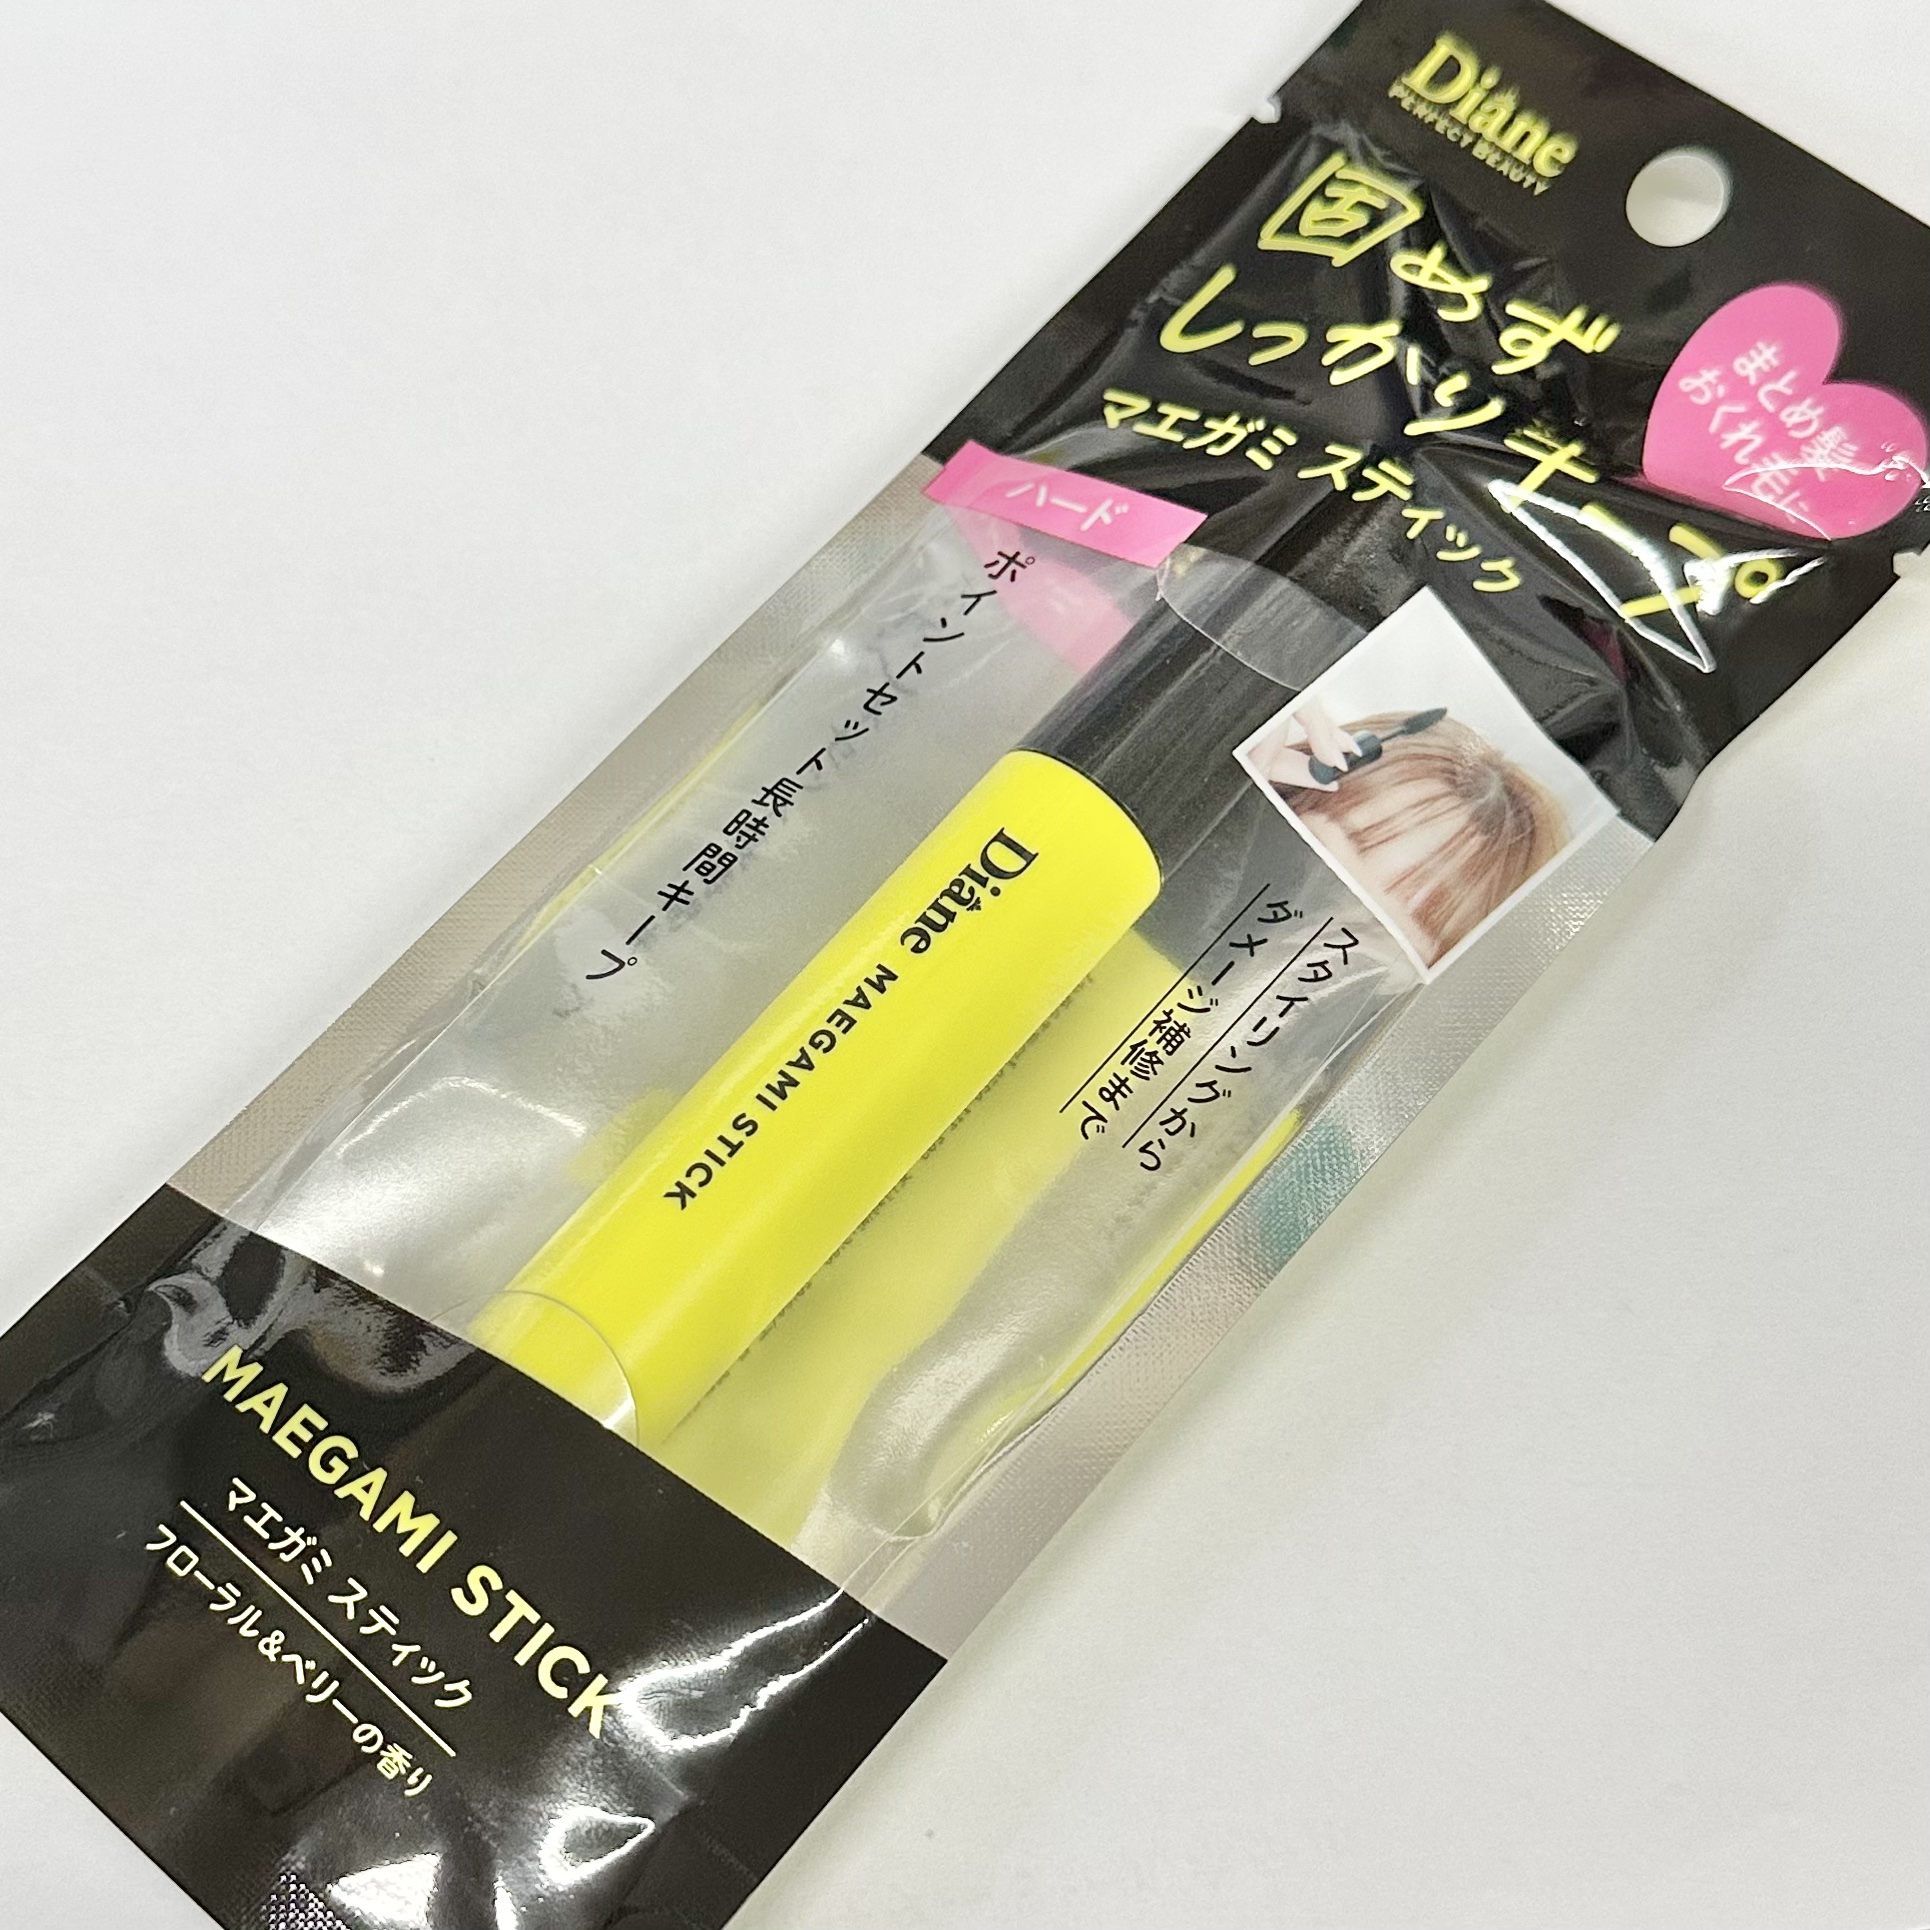 Diane
PERFECT BEAUTY
固めず
しっかりキープ
マエガミ スティック
まとめ髪
おくれ毛に
ハード
ポイントセット長時間キープ
スタイリングから
ダメージ補修まで
Diane MAEGAMI STICK
MAEGAMI STICK
マエガミ スティック
フローラル&ベリーの香り